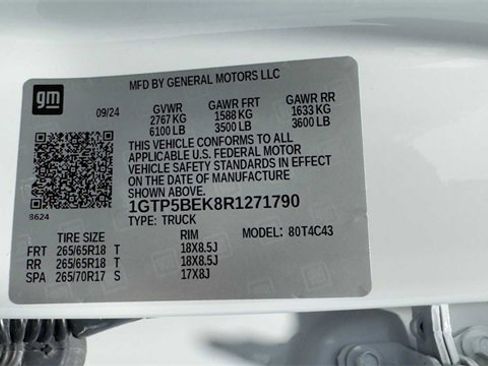 gm
MFD BY GENERAL MOTORS LLC
09/24 GVWR GAWR FRT GAWR RR
2767 KG 1588 KG 1633 KG
6100 LB 3500 LB 3600 LB
THIS VEHICLE CONFORMS TO ALL
APPLICABLE U.S. FEDERAL MOTOR
VEHICLE SAFETY STANDARDS IN EFFECT
ON THE DATE OF MANUFACTURE
SHOWN ABOVE.
1GTP5BEK8R1271790
8624
TYPE: TRUCK
TIRE SIZE RIM MODEL: 80T4C43
FRT 265/65R18 T 18X8.5J
RR 265/65R18 T 18X8.5J
SPA 265/70R17 S 17X8J